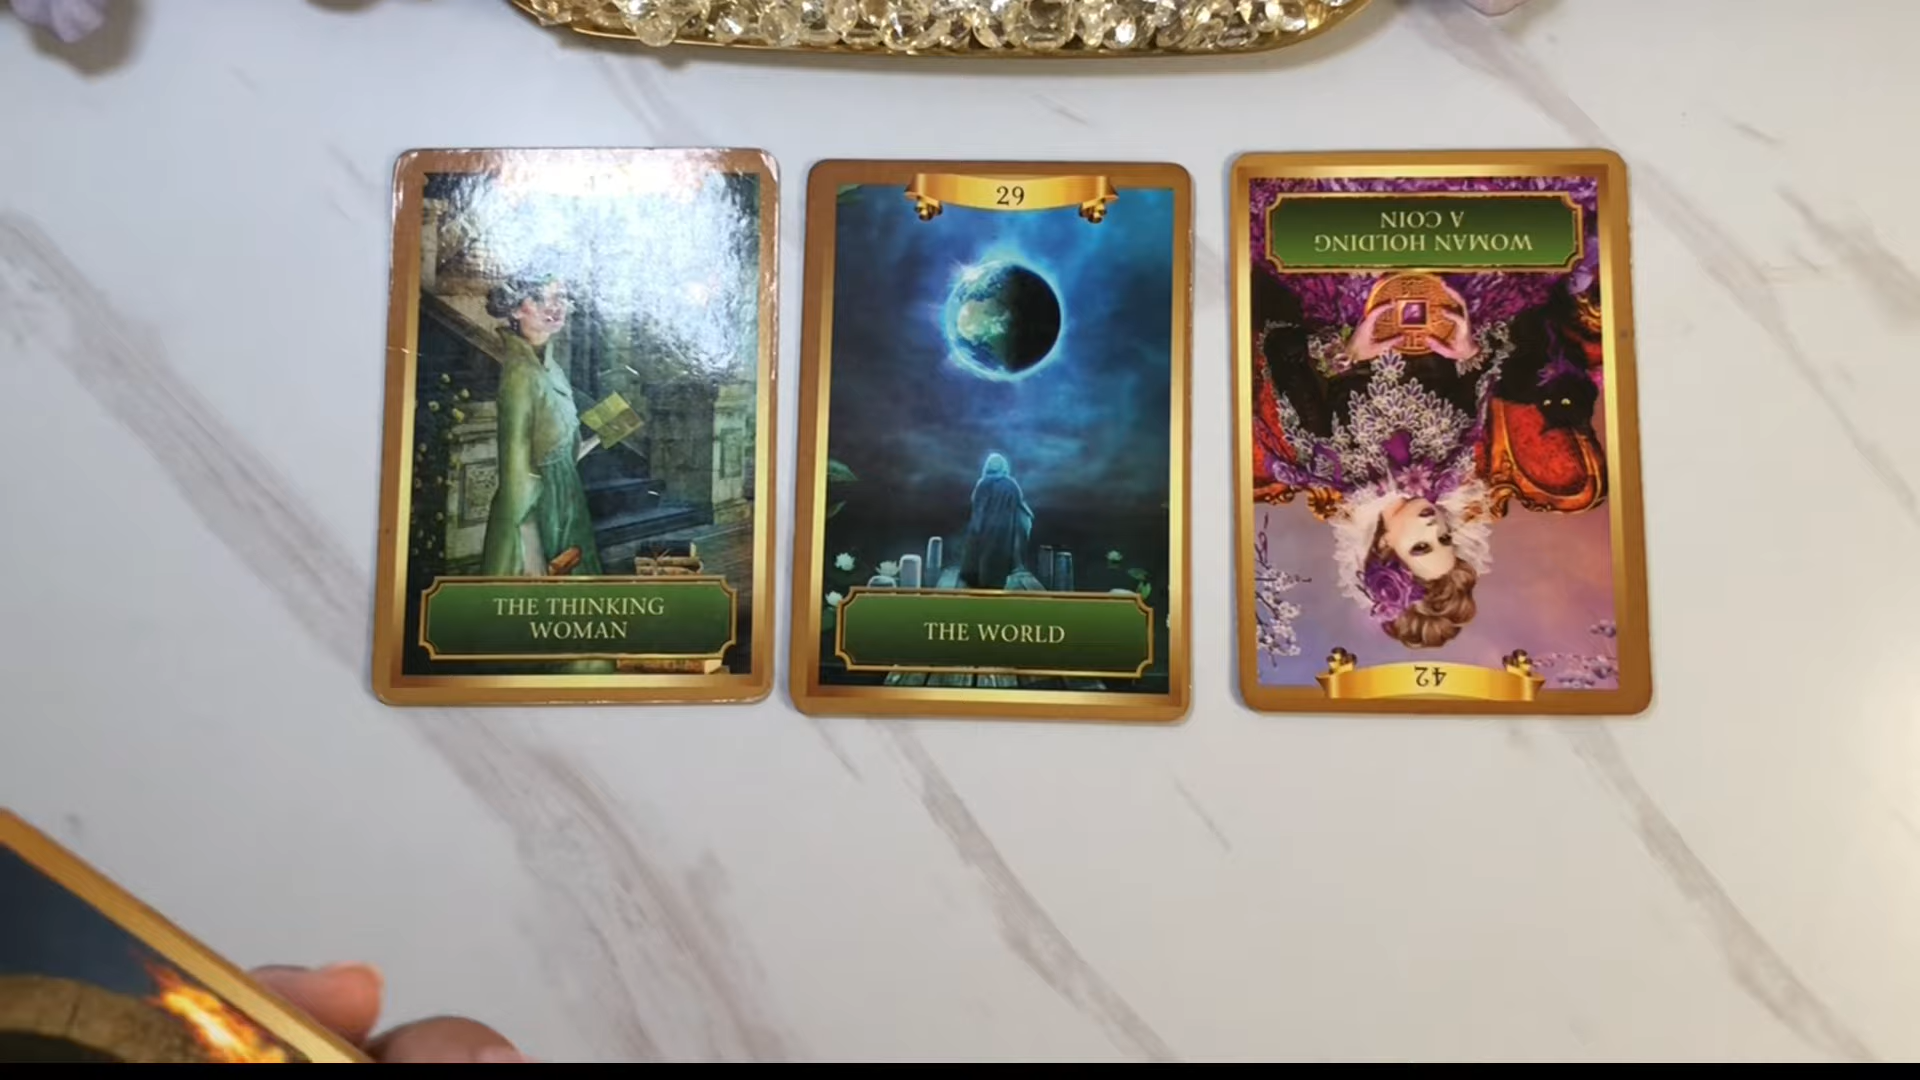 THE THINKING
WOMAN
29
THE WORLD
WOMAN HOLDING
A COIN
42